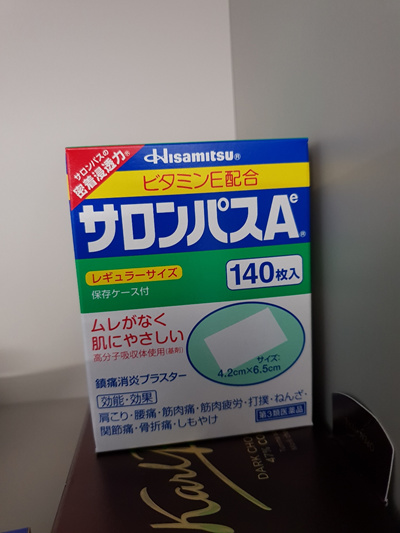 サロンパスの
密着浸透力®
Hisamitsu®
ビタミンE配合
サロンパスAe®
レギュラーサイズ
140枚入
保存ケース付
ムレがなく
肌にやさしい
高分子吸収体使用(基剤)
サイズ:
4.2cm×6.5cm
鎮痛消炎プラスター
効能・効果
肩こり・腰痛・筋肉痛・筋肉疲労・打撲・ねんざ・
関節痛・骨折痛・しもやけ
第3類医薬品
Karl
DARK CHO
47% C